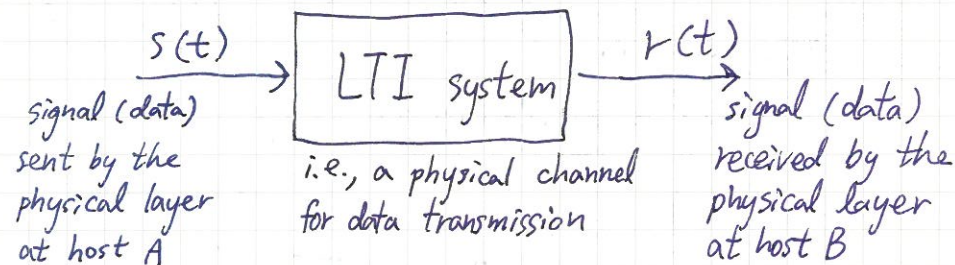 s(t)
signal (data)
sent by the
physical layer
at host A
LTI system
i.e., a physical channel
for data transmission
r(t)
signal (data)
received by the
physical layer
at host B